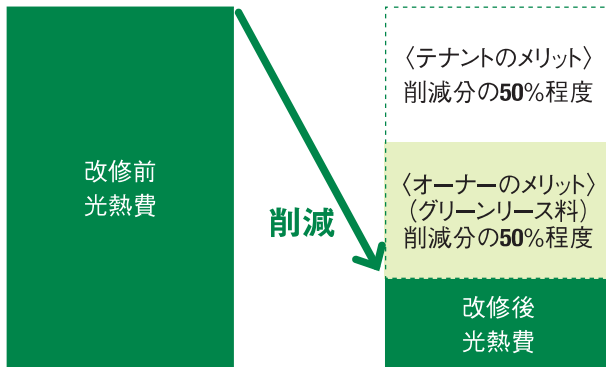 改修前
光熱費
削減
〈テナントのメリット〉
削減分の50%程度
〈オーナーのメリット〉
（グリーンリース料）
削減分の50%程度
改修後
光熱費